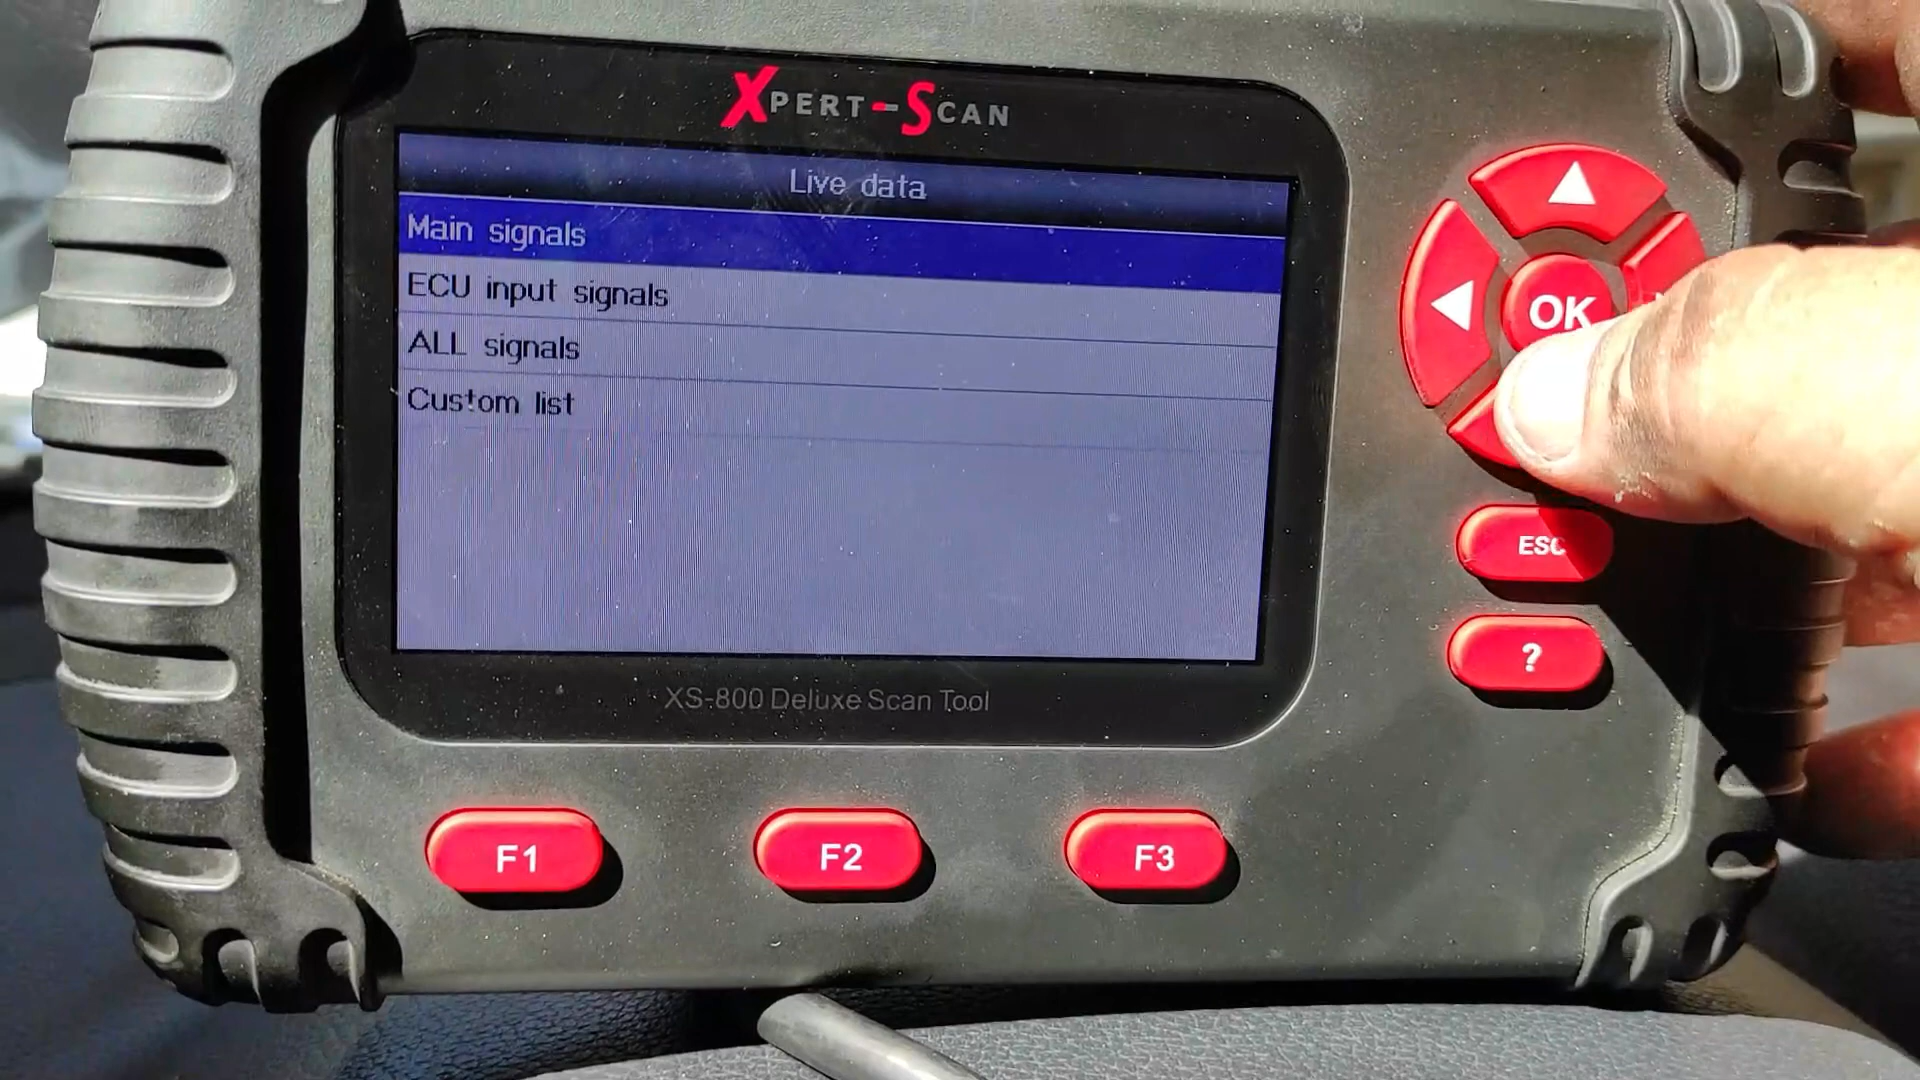 XPERT-SCAN
Live data
Main signals
ECU input signals
ALL signals
Custom list
XS-800 Deluxe Scan Tool
OK
ESC
?
F1 F2 F3